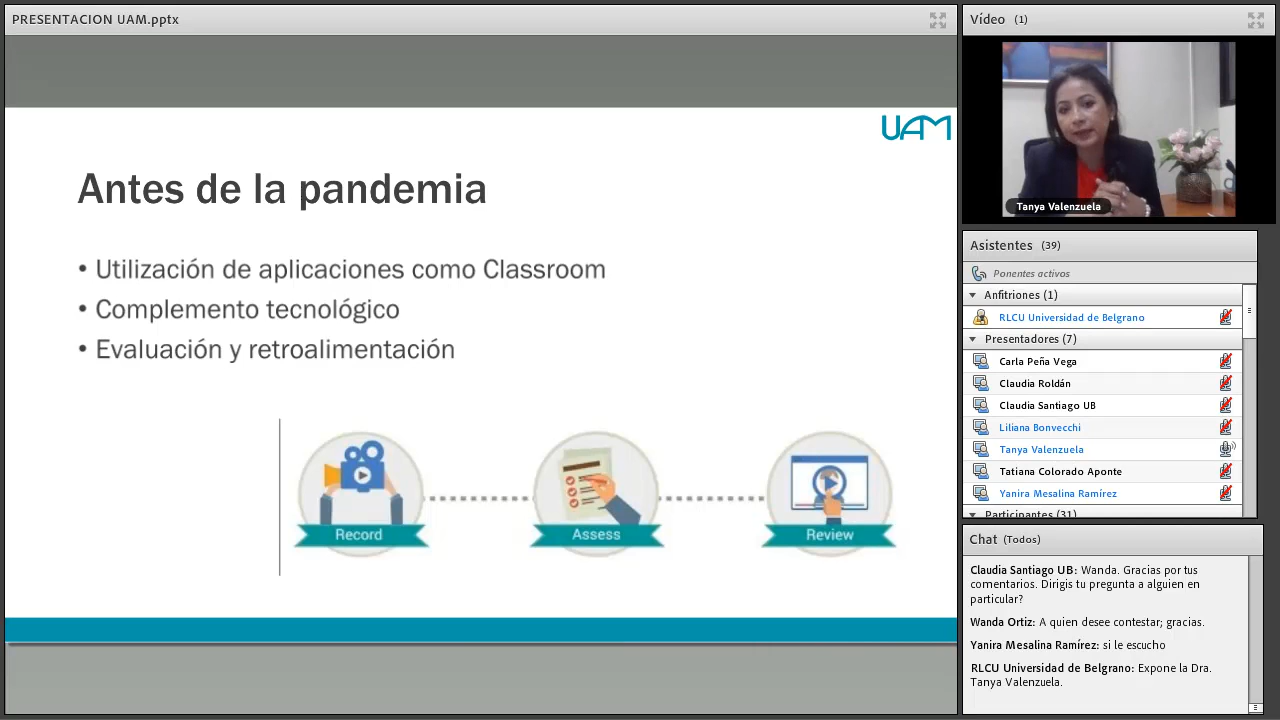 PRESENTACION UAM.pptx
UAM
Antes de la pandemia
• Utilización de aplicaciones como Classroom
• Complemento tecnológico
• Evaluación y retroalimentación
Record
Assess
Review
Vídeo (1)
Tanya Valenzuela
Asistentes (39)
Ponentes activos
Anfitriones (1)
RLCU Universidad de Belgrano
Presentadores (7)
Carla Peña Vega
Claudia Roldán
Claudia Santiago UB
Liliana Bonvecchi
Tanya Valenzuela
Tatiana Colorado Aponte
Yanira Mesalina Ramírez
Participantes (31)
Chat (Todos)
Claudia Santiago UB: Wanda. Gracias por tus
comentarios. Dirigis tu pregunta a alguien en
particular?
Wanda Ortiz: A quien desee contestar; gracias.
Yanira Mesalina Ramírez: si le escucho
RLCU Universidad de Belgrano: Expone la Dra.
Tanya Valenzuela.